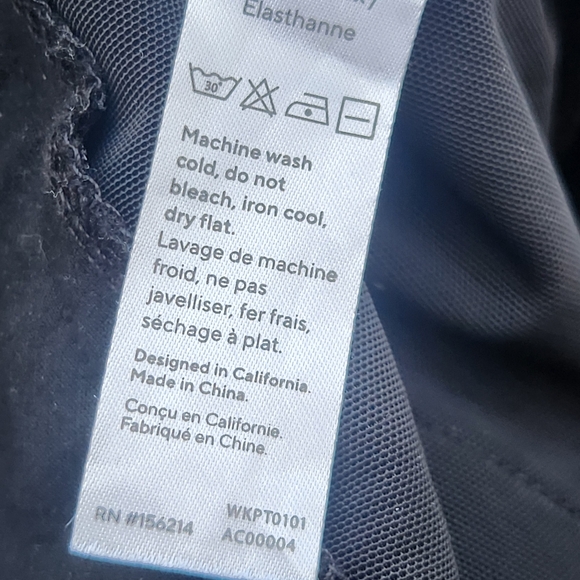 Elasthanne
30°
Machine wash
cold, do not
bleach, iron cool,
dry flat.
Lavage de machine
froid, ne pas
javelliser, fer frais,
séchage à plat.
Designed in California.
Made in China.
Conçu en Californie.
Fabriqué en Chine.
RN #156214
WKPT0101
AC00004